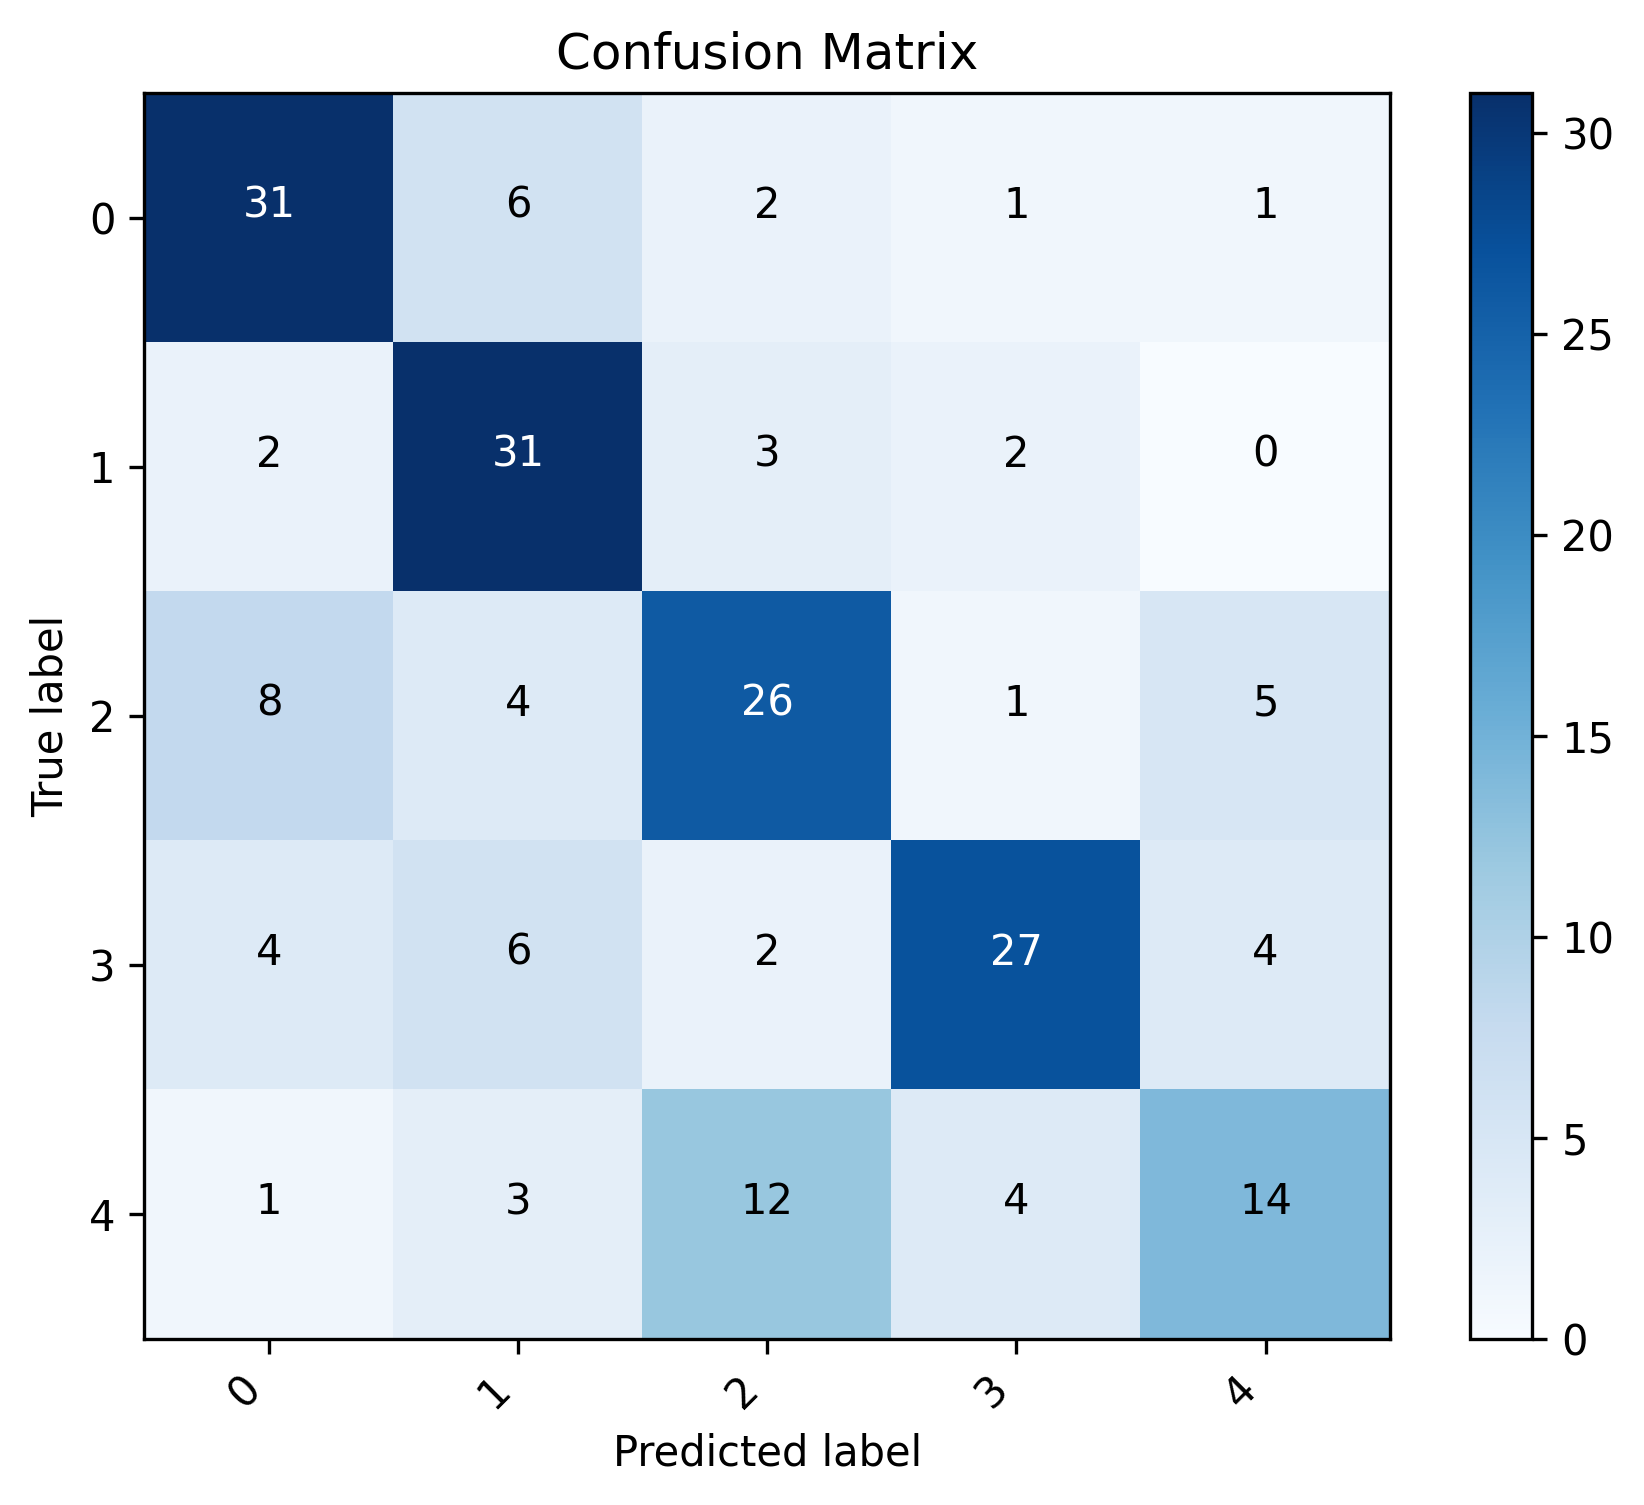 Confusion Matrix
True label
0 31 6 2 1 1
1 2 31 3 2 0
2 8 4 26 1 5
3 4 6 2 27 4
4 1 3 12 4 14
0 1 2 3 4
Predicted label
30
25
20
15
10
5
0